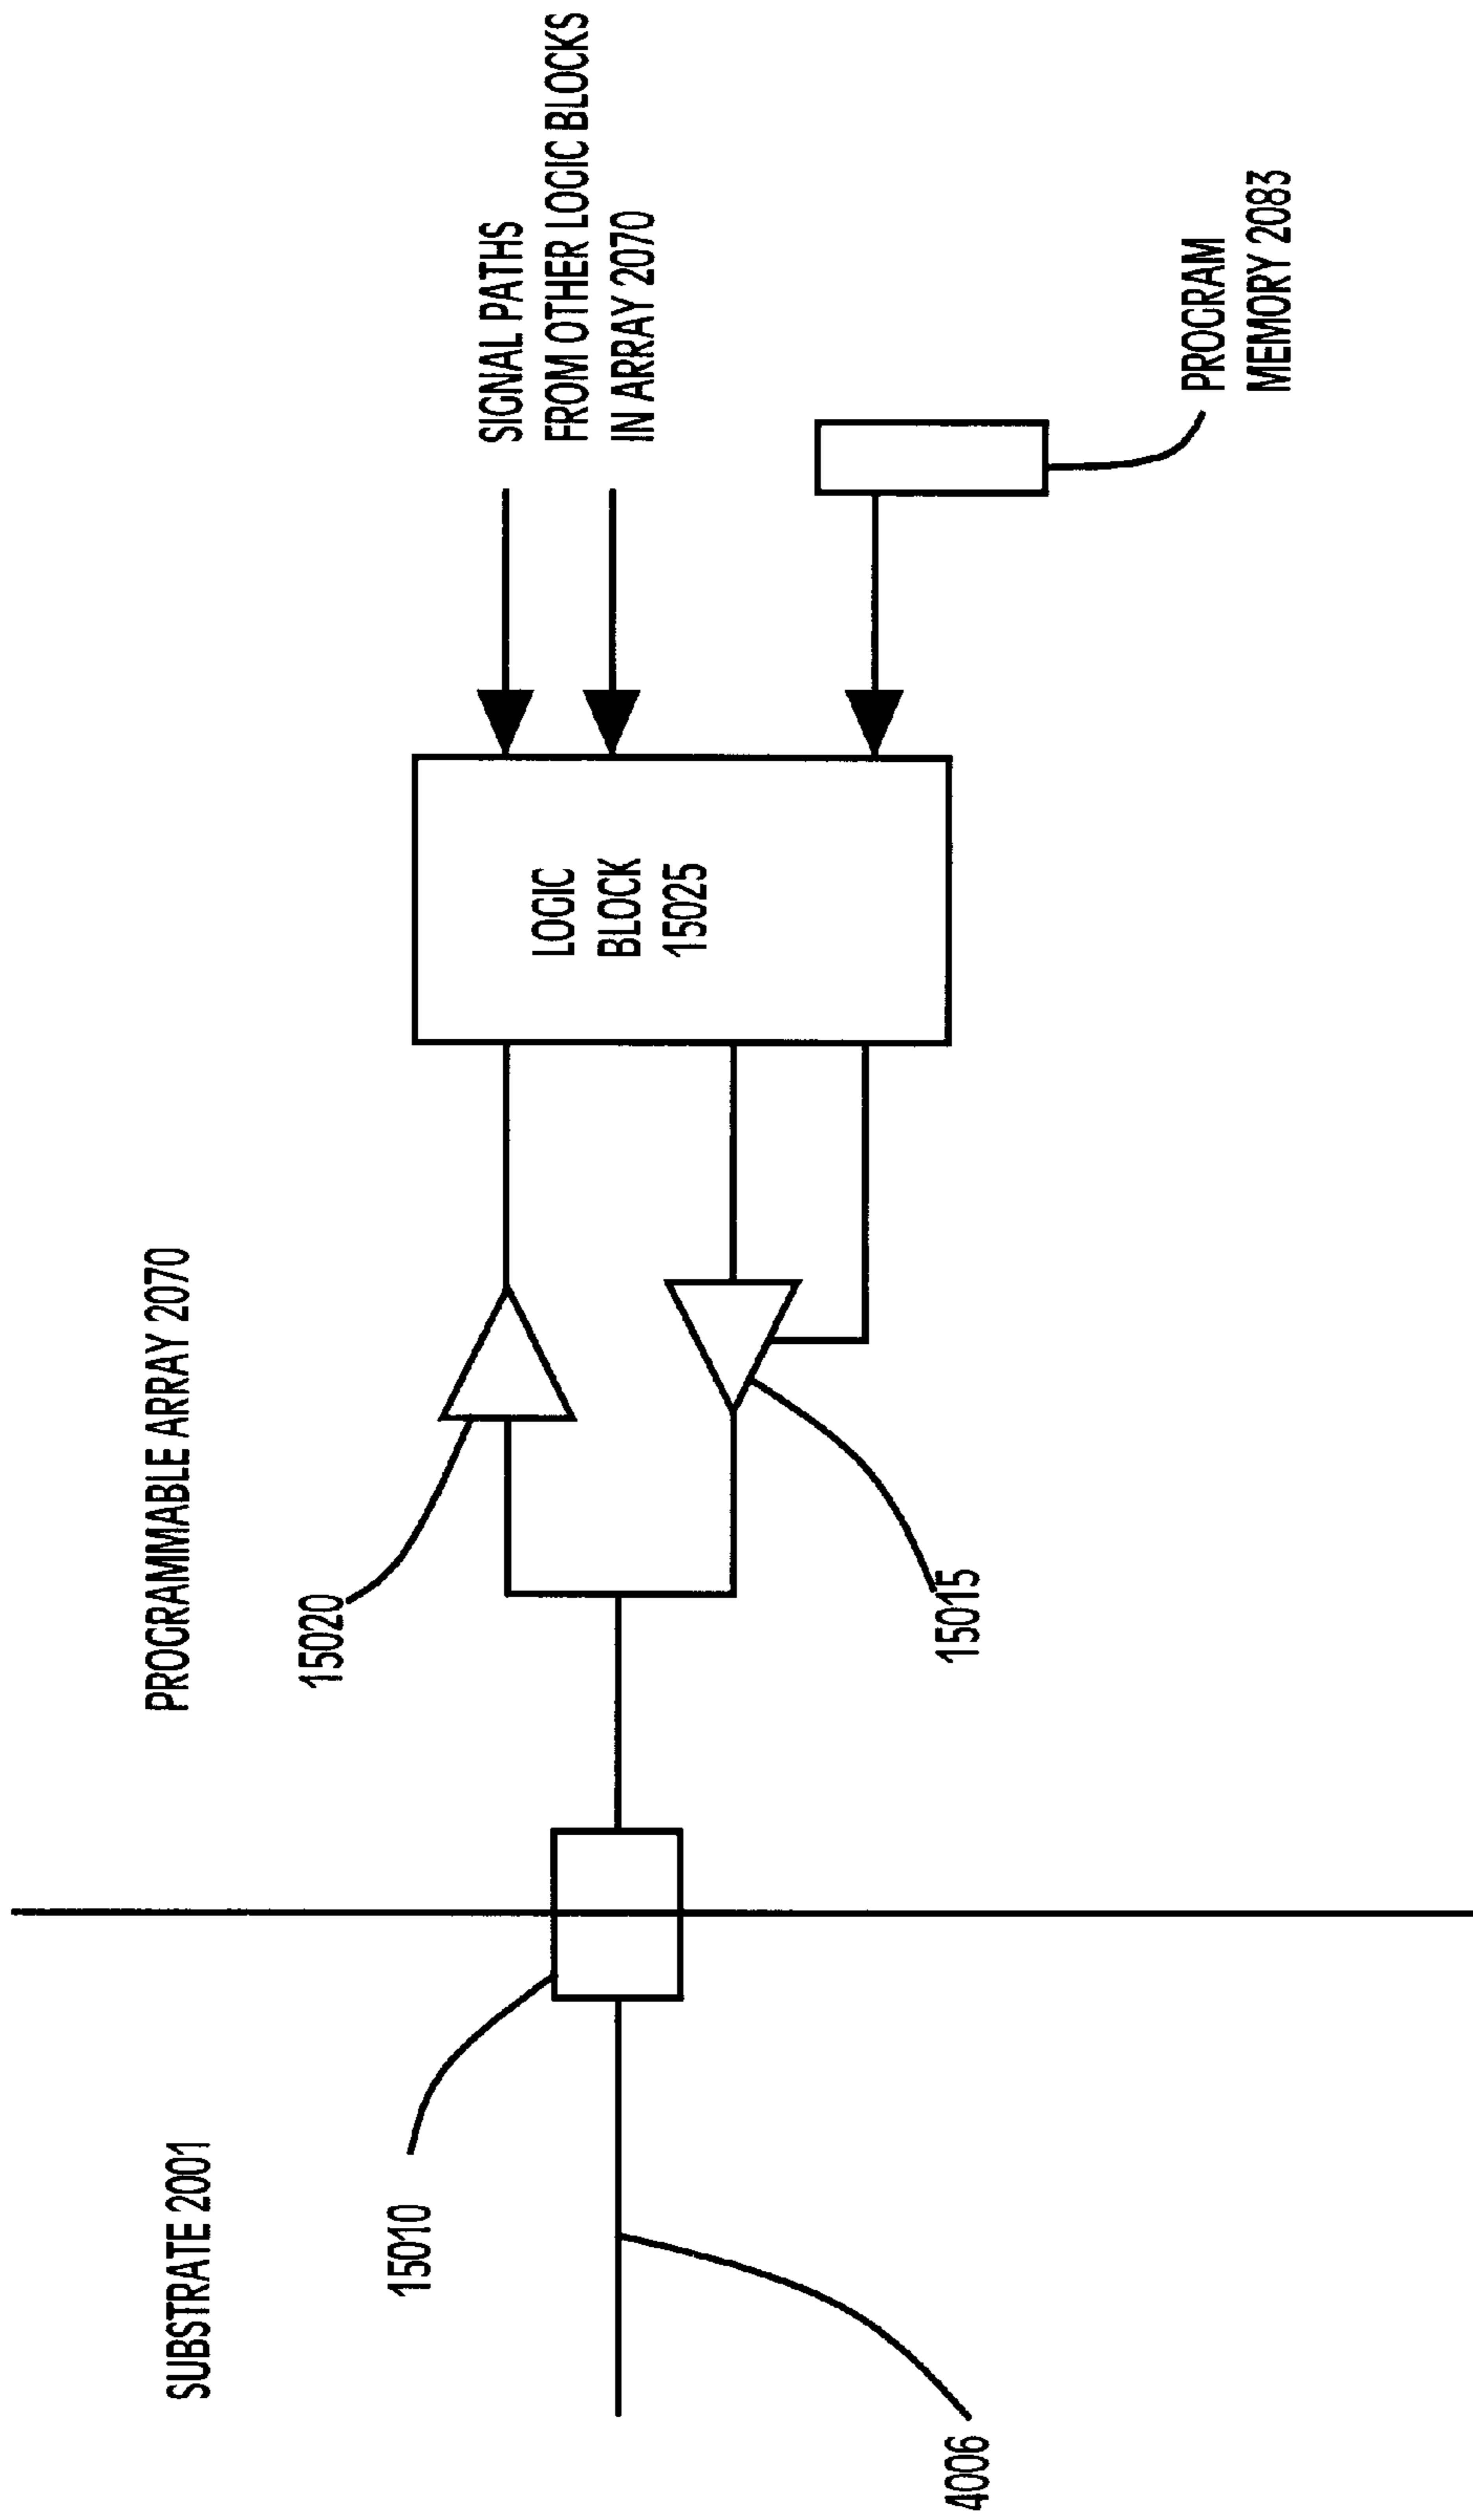 SUBSTRATE 2001
PROGRAMMABLE ARRAY 2070
15020
15010
SIGNAL PATHS
FROM OTHER LOGIC BLOCKS
IN ARRAY 2070
LOGIC
BLOCK
15025
15015
4006
PROGRAM
MEMORY 2083